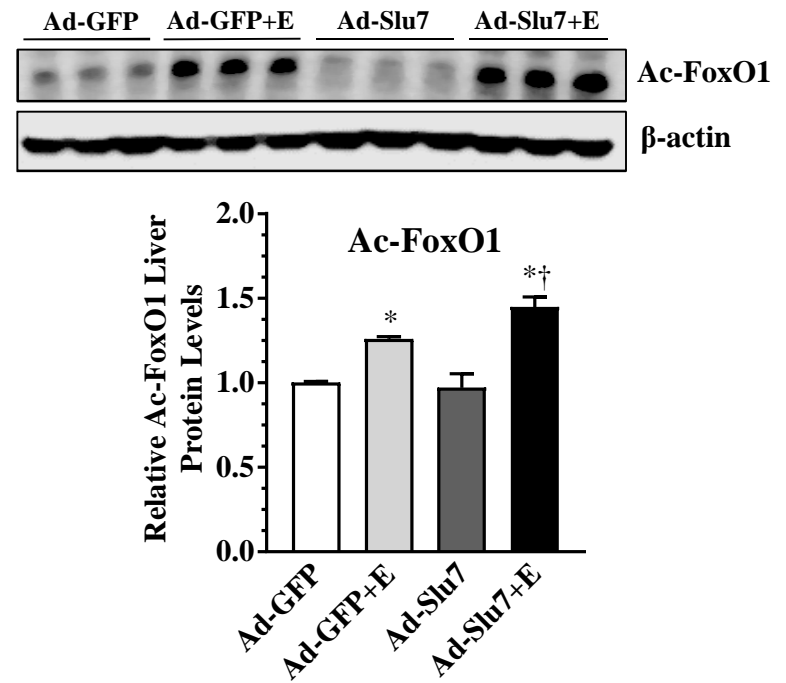 Ad-GFP Ad-GFP+E Ad-Slu7 Ad-Slu7+E
Ac-FoxO1
β-actin
Relative Ac-FoxO1 Liver
Protein Levels
2.0
1.5
1.0
0.5
0.0
Ac-FoxO1
*
*†
Ad-GFP
Ad-GFP+E
Ad-Slu7
Ad-Slu7+E